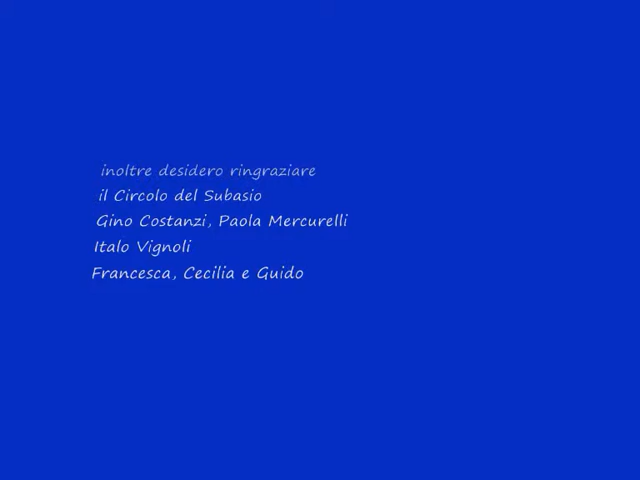 inoltre desidero ringraziare
il Circolo del Subasio
Gino Costanzi, Paola Mercurelli
Italo Vignoli
Francesca, Cecilia e Guido